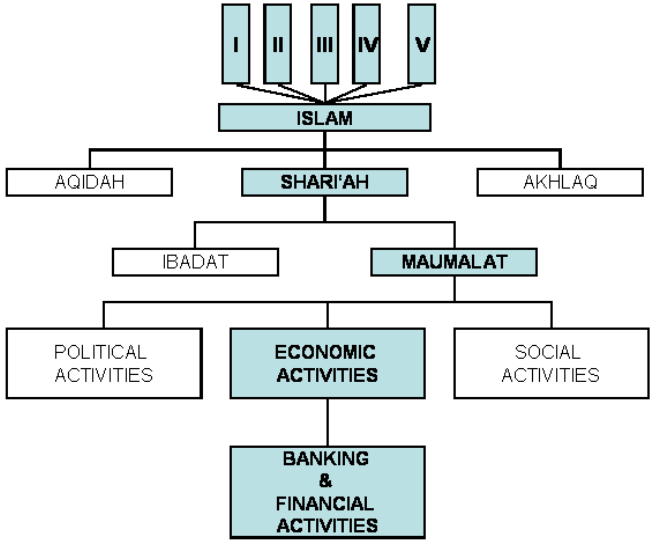 I II III IV V
ISLAM
AQIDAH SHARI'AH AKHLAQ
IBADAT MAUMALAT
POLITICAL
ACTIVITIES
ECONOMIC
ACTIVITIES
SOCIAL
ACTIVITIES
BANKING
&
FINANCIAL
ACTIVITIES